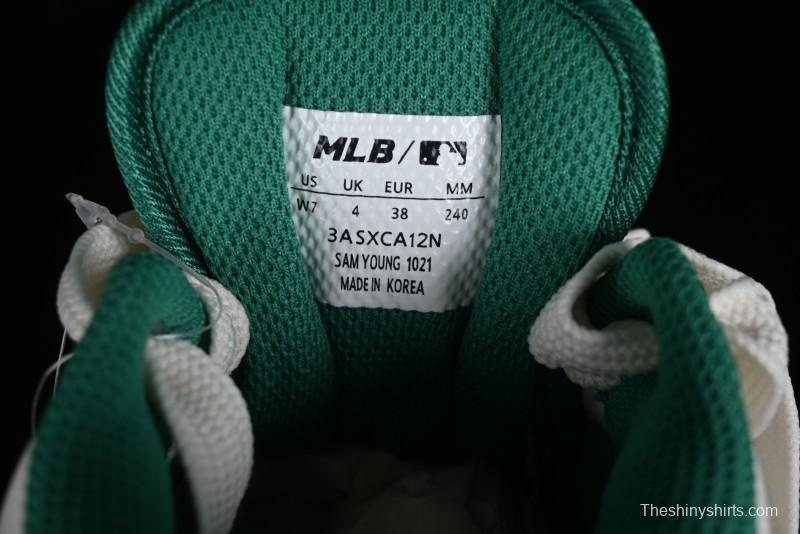 MLB /
US UK EUR MM
W7 4 38 240
3ASXCA12N
SAM YOUNG 1021
MADE IN KOREA
Theshinyshirts.com